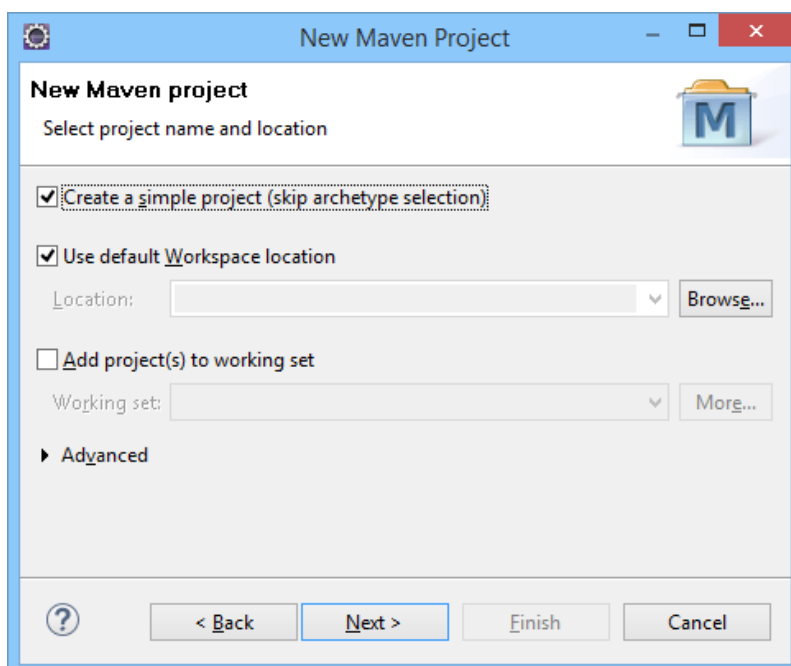 New Maven Project
New Maven project
Select project name and location
M
Create a simple project (skip archetype selection)
Use default Workspace location
Location:
Browse...
Add project(s) to working set
Working set:
More...
Advanced
? < Back Next > Finish Cancel